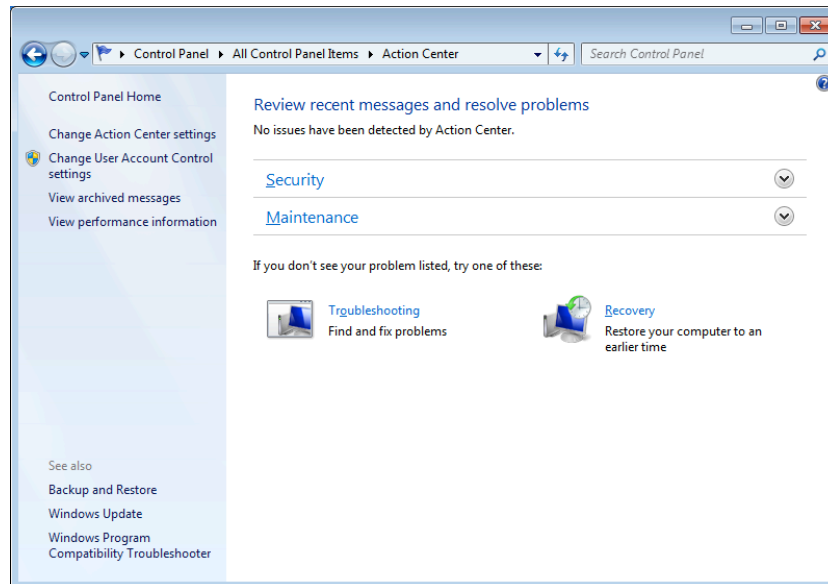 Control Panel All Control Panel Items Action Center Search Control Panel
Control Panel Home
Change Action Center settings
Change User Account Control
settings
View archived messages
View performance information
Review recent messages and resolve problems
No issues have been detected by Action Center.
Security
Maintenance
If you don't see your problem listed, try one of these:
Troubleshooting
Find and fix problems
Recovery
Restore your computer to an
earlier time
See also
Backup and Restore
Windows Update
Windows Program
Compatibility Troubleshooter